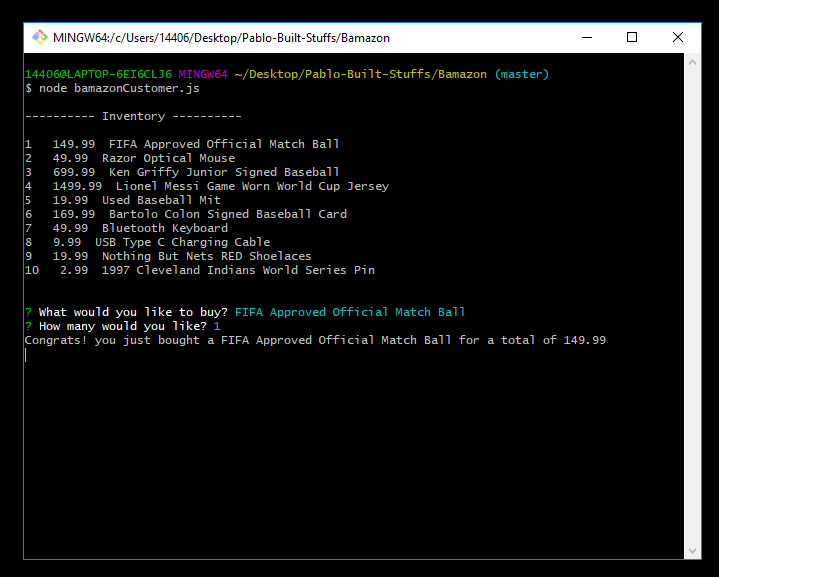 MINGW64:/c/Users/14406/Desktop/Pablo-Built-Stuffs/Bamazon
14406@LAPTOP-6EI6CLJ6 MINGW64 ~/Desktop/Pablo-Built-Stuffs/Bamazon (master)
$ node bamazonCustomer.js
---------- Inventory ----------
1   149.99  FIFA Approved Official Match Ball
2   49.99  Razor Optical Mouse
3   699.99  Ken Griffy Junior Signed Baseball
4   1499.99  Lionel Messi Game Worn World Cup Jersey
5   19.99  Used Baseball Mit
6   169.99  Bartolo Colon Signed Baseball Card
7   49.99  Bluetooth Keyboard
8   9.99  USB Type C Charging Cable
9   19.99  Nothing But Nets RED Shoelaces
10   2.99  1997 Cleveland Indians World Series Pin
? What would you like to buy? FIFA Approved Official Match Ball
? How many would you like? 1
Congrats! you just bought a FIFA Approved Official Match Ball for a total of 149.99